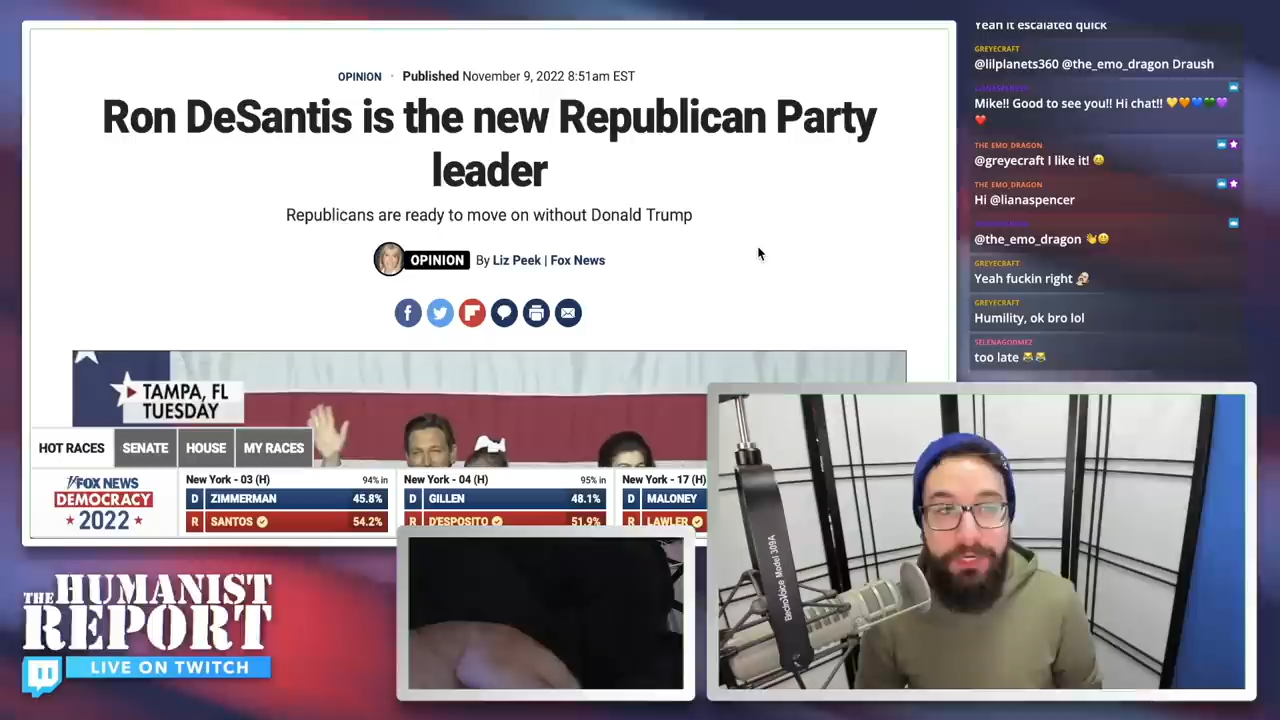 OPINION · Published November 9, 2022 8:51am EST
Ron DeSantis is the new Republican Party
leader
Republicans are ready to move on without Donald Trump
OPINION By Liz Peek | Fox News
TAMPA, FL
TUESDAY
HOT RACES SENATE HOUSE MY RACES
FOX NEWS
DEMOCRACY
2022
New York - 03 (H) 94% in
D ZIMMERMAN 45.8%
R SANTOS 54.2%
New York - 04 (H) 95% in
D GILLEN 48.1%
R D'ESPOSITO 51.9%
New York - 17 (H)
D MALONEY
R LAWLER
Yeah it escalated quick
GREYECRAFT
@lilplanets360 @the_emo_dragon Draush
LIANASPENCER
Mike!! Good to see you!! Hi chat!! 💛🧡💙💚💜
❤️
THE_EMO_DRAGON
@greyecraft I like it! 😀
THE_EMO_DRAGON
Hi @lianaspencer
LIANASPENCER
@the_emo_dragon 👋😀
GREYECRAFT
Yeah fuckin right
GREYECRAFT
Humility, ok bro lol
SELENAGODMEZ
too late 😹😹
ElectroVoice Model 309A
THE HUMANIST
REPORT
LIVE ON TWITCH